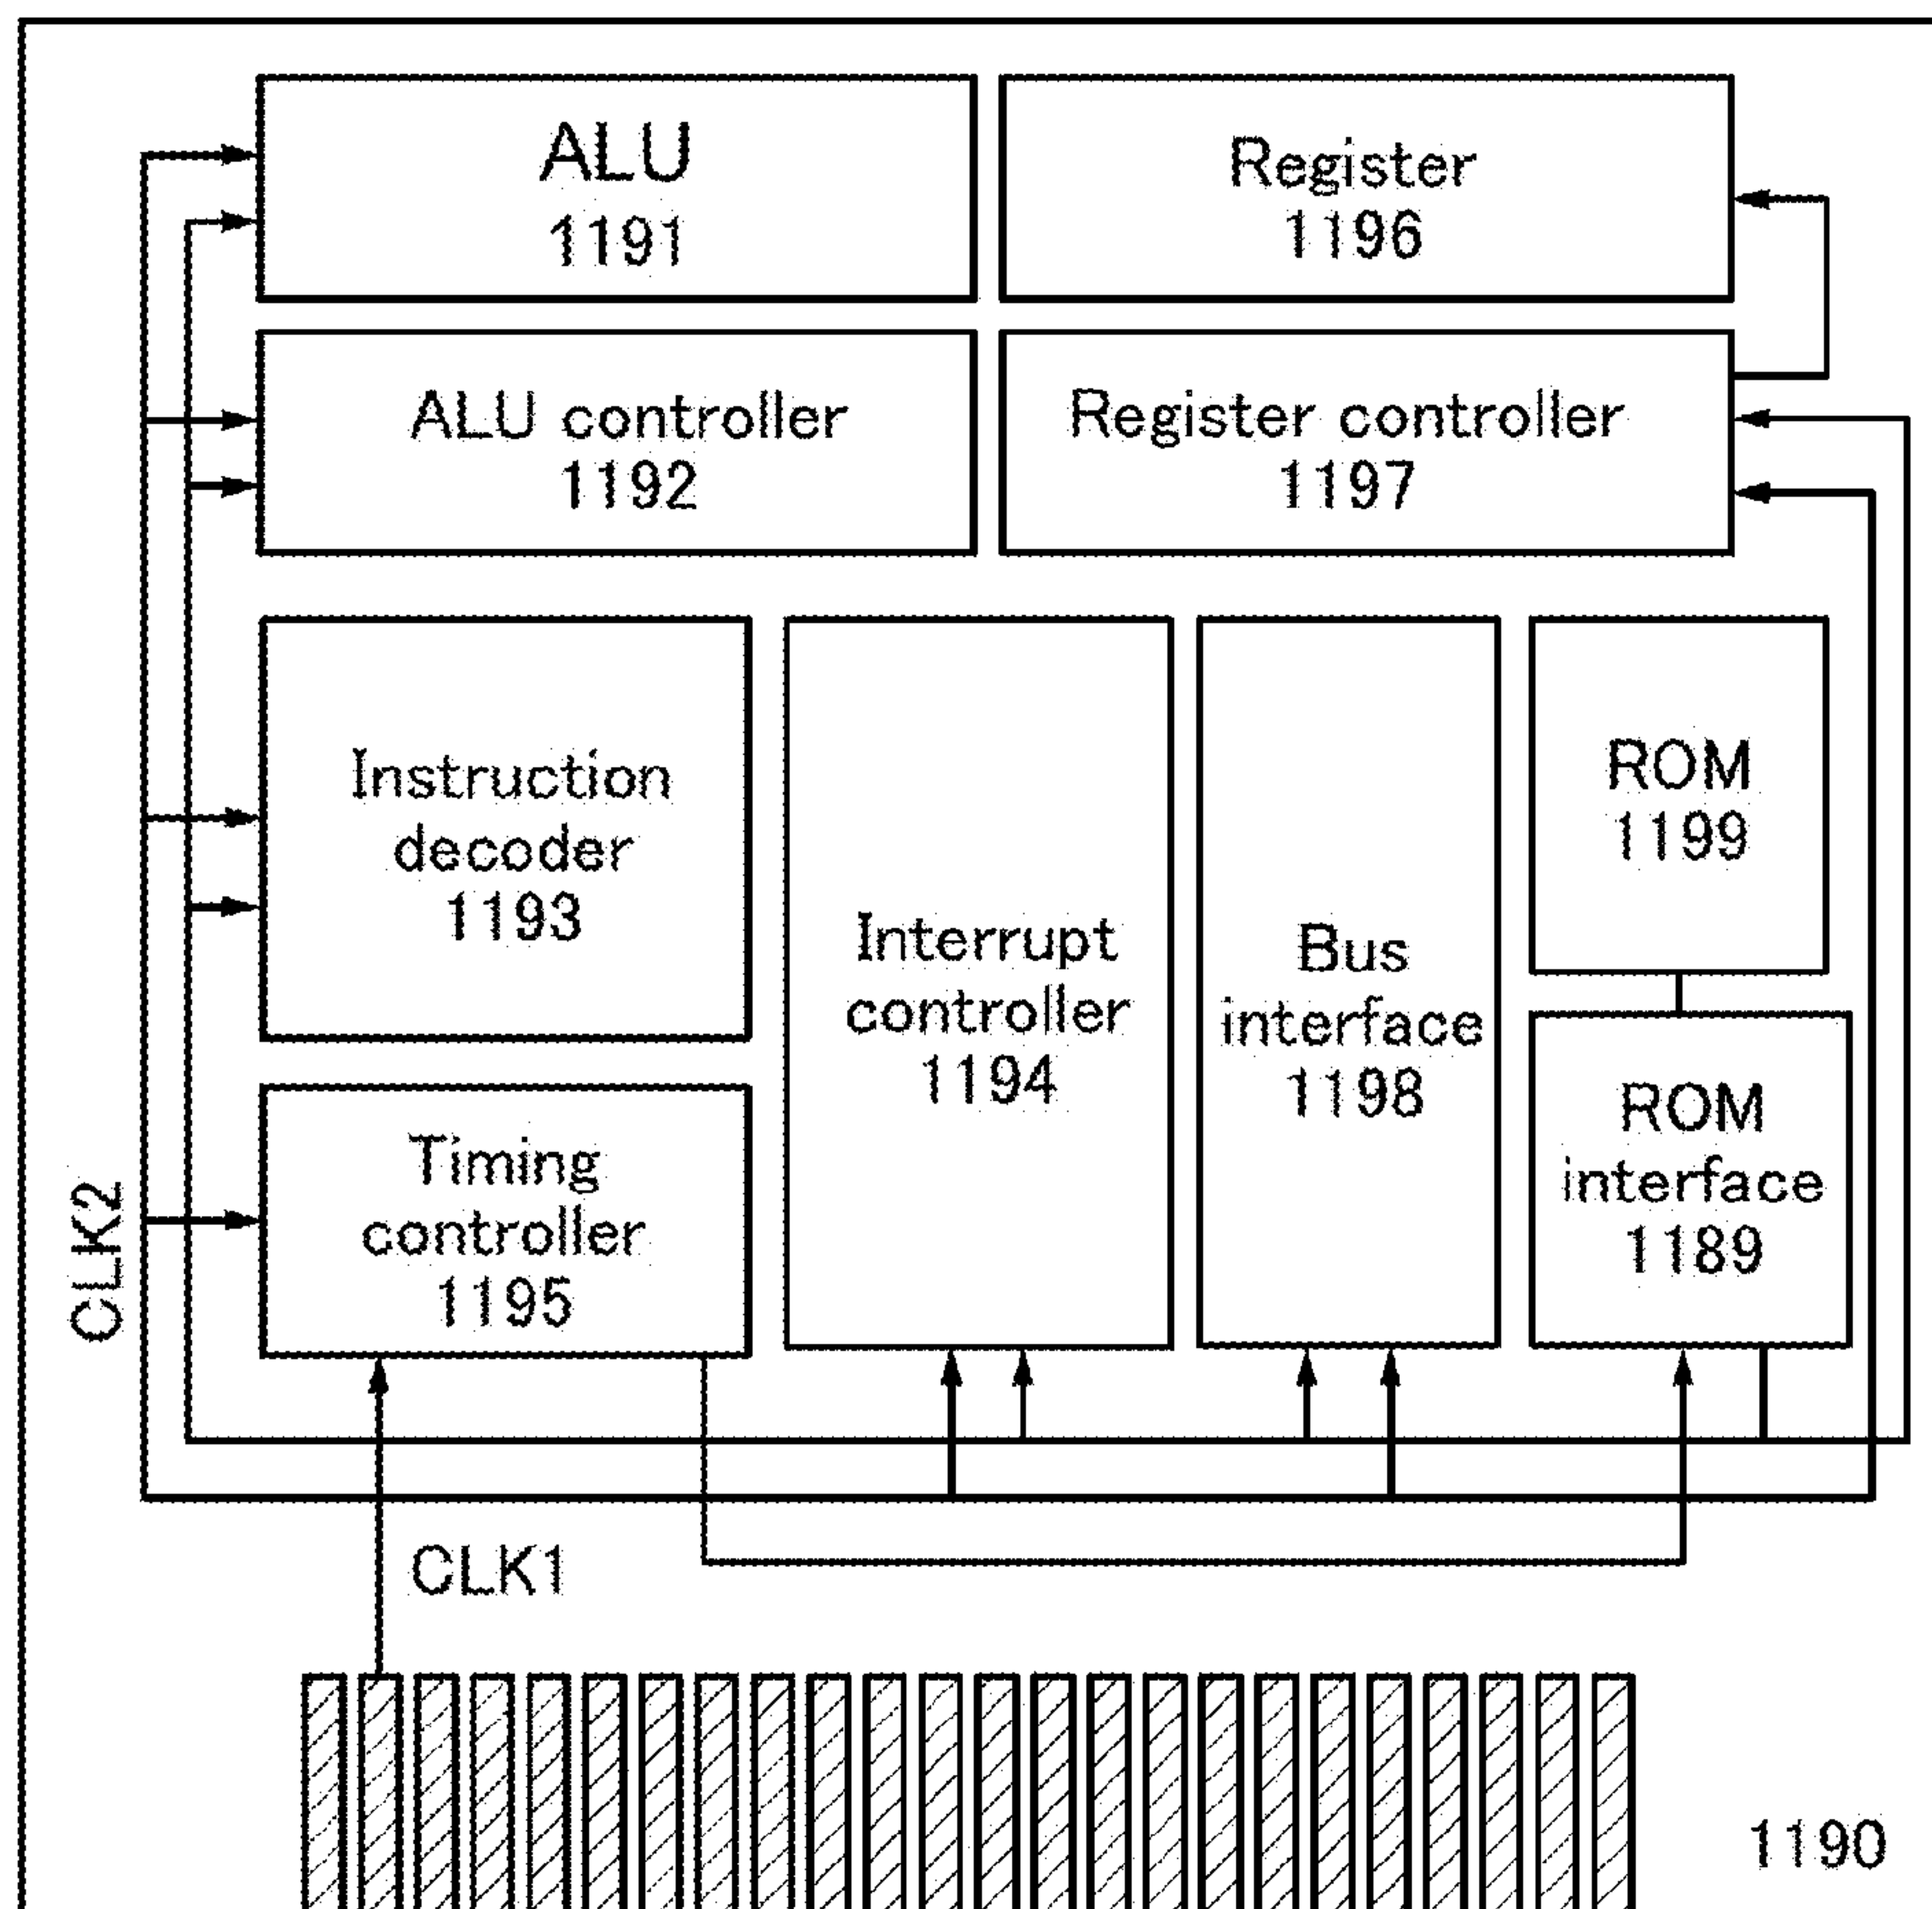 ALU
1191
Register
1196
ALU controller
1192
Register controller
1197
Instruction
decoder
1193
Interrupt
controller
1194
Bus
interface
1198
ROM
1199
ROM
interface
1189
Timing
controller
1195
CLK2
CLK1
1190